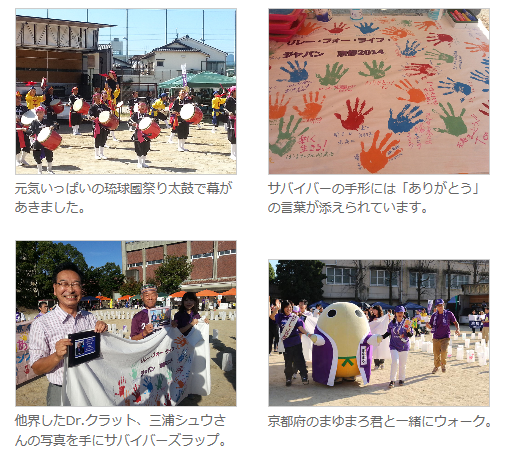 リレー・フォー・ライフ
ジャパン 京都2014
元気いっぱいの琉球國祭り太鼓で幕が
あきました。
サバイバーの手形には「ありがとう」
の言葉が添えられています。
他界したDr.クラット、三浦シュウさ
んの写真を手にサバイバーズラップ。
京都府のまゆまろ君と一緒にウォーク。